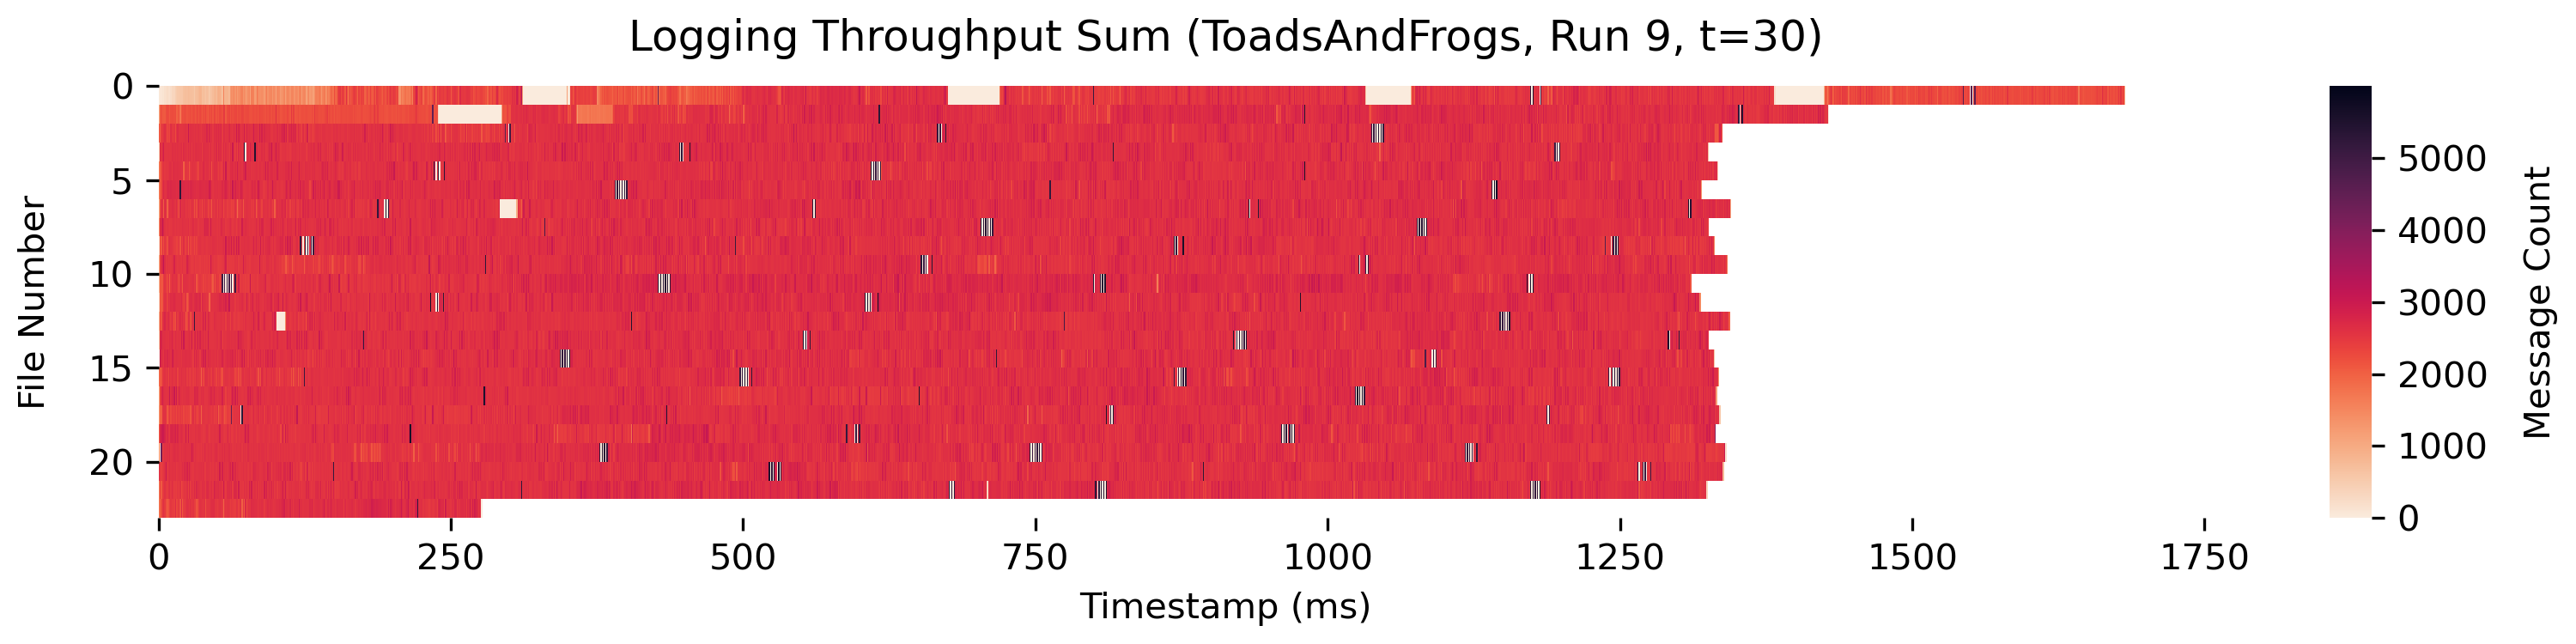 Logging Throughput Sum (ToadsAndFrogs, Run 9, t=30)
File Number
0
5
10
15
20
0 250 500 750 1000 1250 1500 1750
Timestamp (ms)
5000
4000
3000
2000
1000
0
Message Count